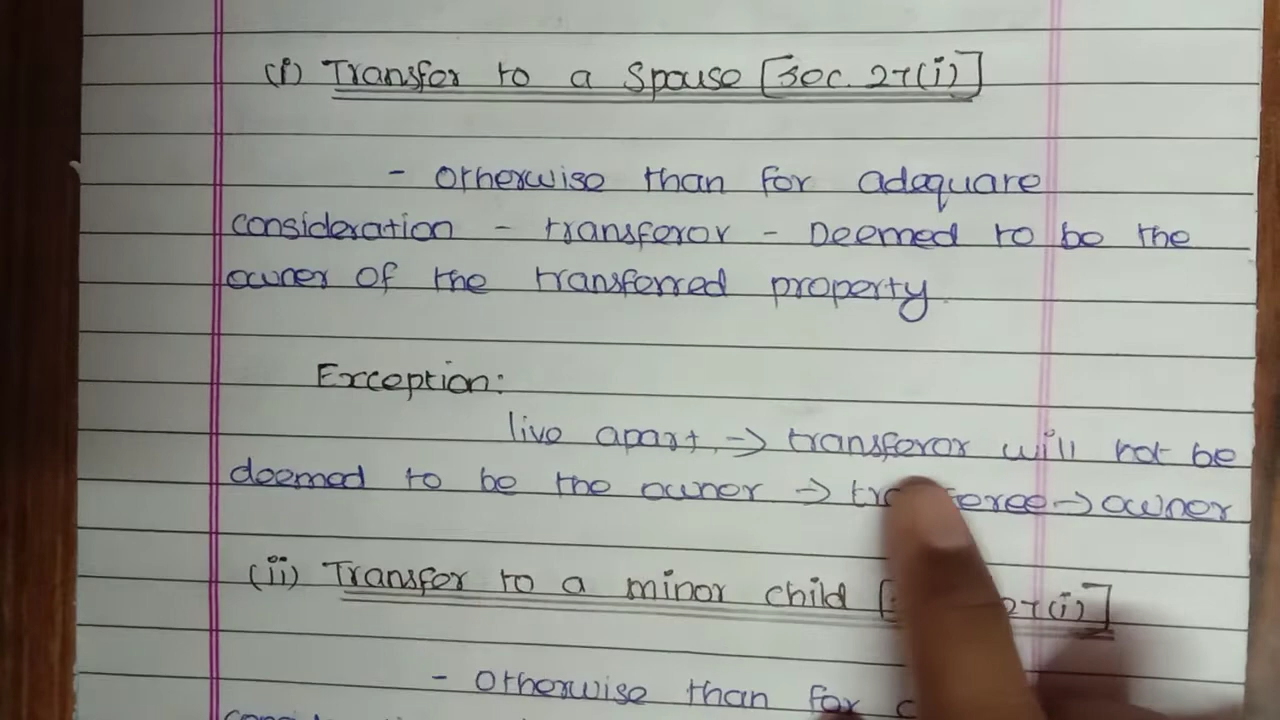 (i) Transfer to a Spouse [Sec. 27(i)]
- Otherwise than for adequate
consideration - transferor - Deemed to be the
owner of the transferred property.
Exception:
live apart, -> transferor will not be
deemed to be the owner -> -> owner
(ii) Transfer to a minor child [ 27(i)]
- Otherwise than for